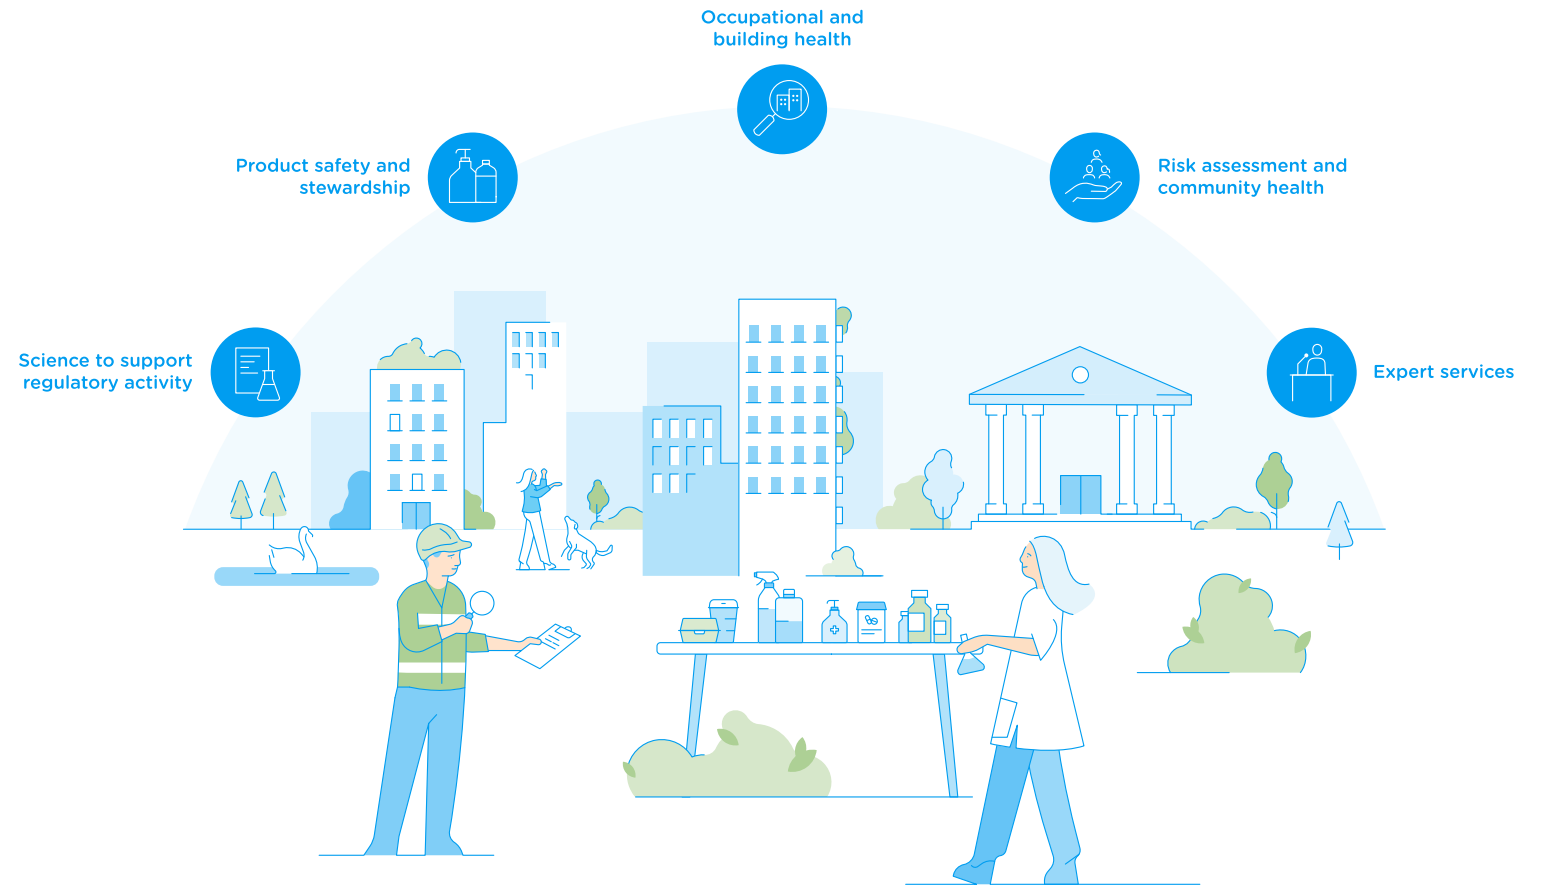 Occupational and
building health
Product safety and
stewardship
Risk assessment and
community health
Science to support
regulatory activity
Expert services